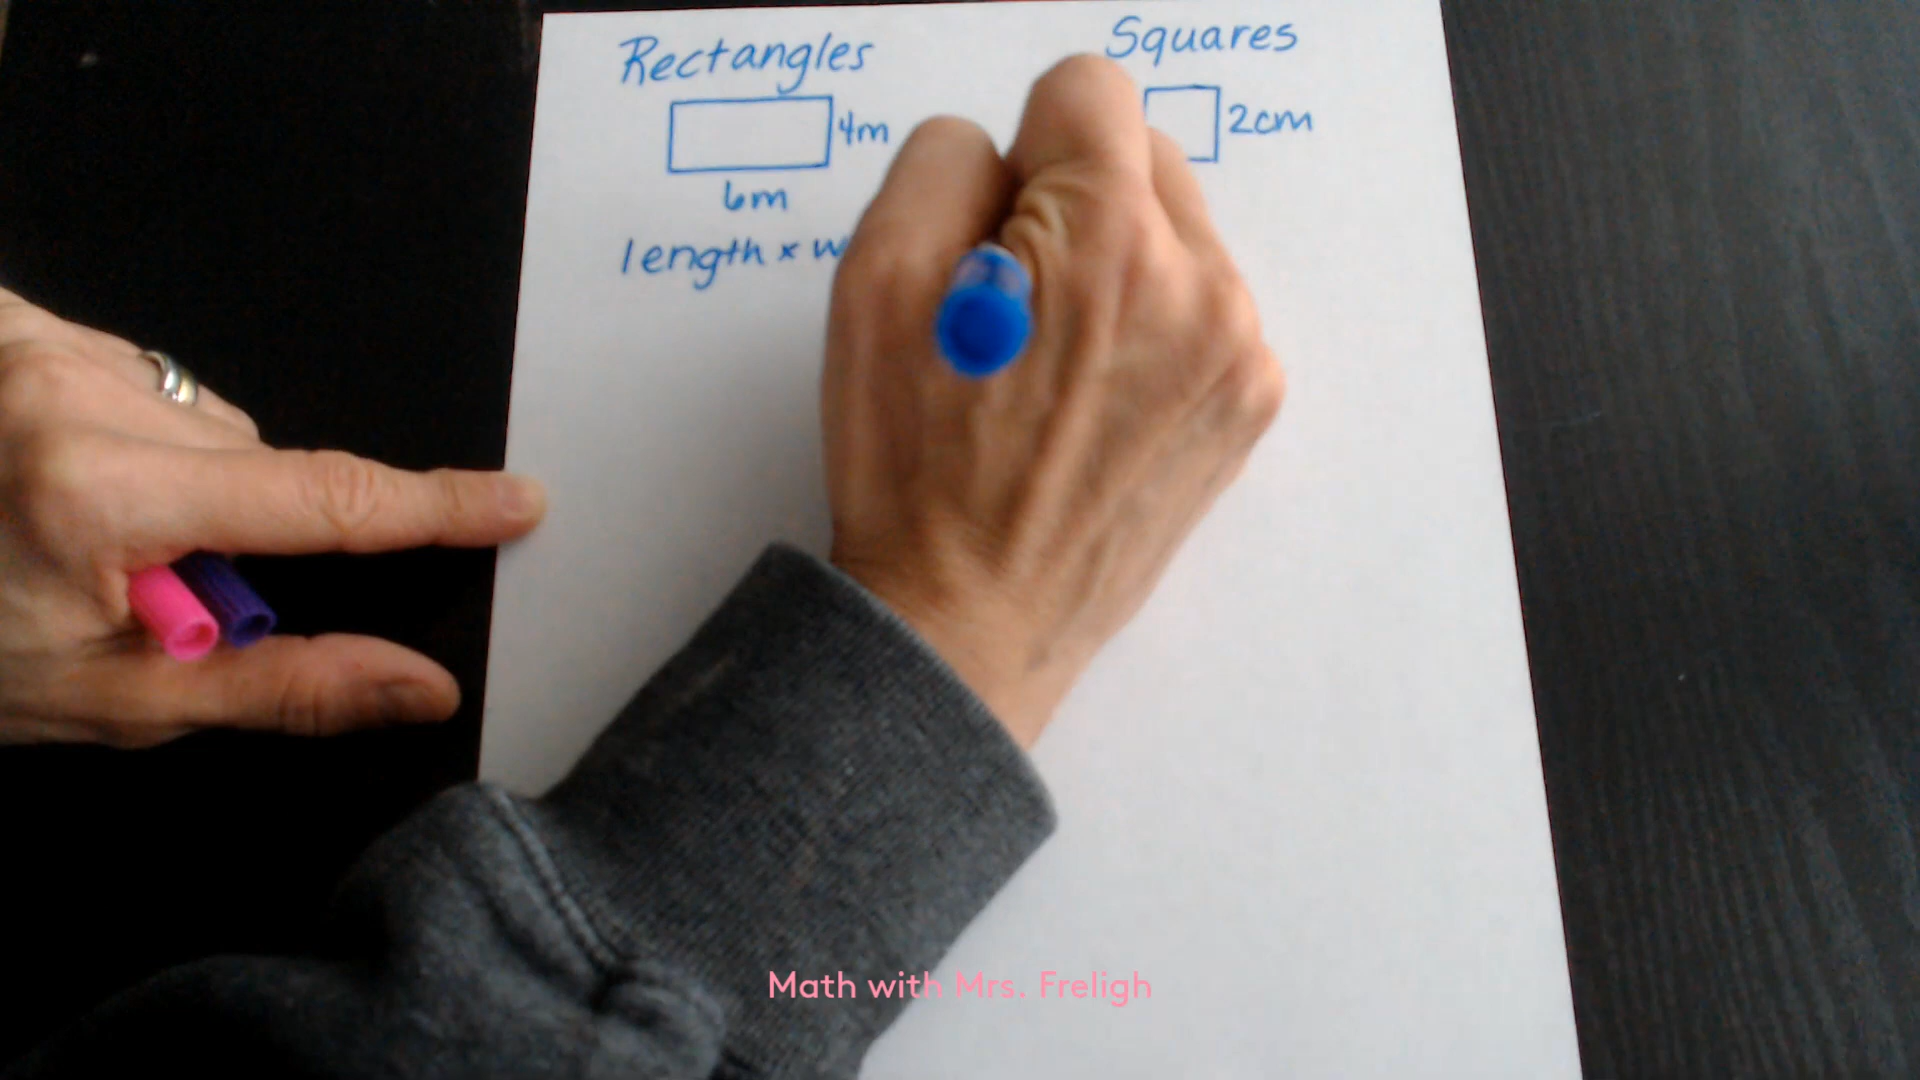 Rectangles
4m
6m
length x w
Squares
2cm
Math with Mrs. Freligh